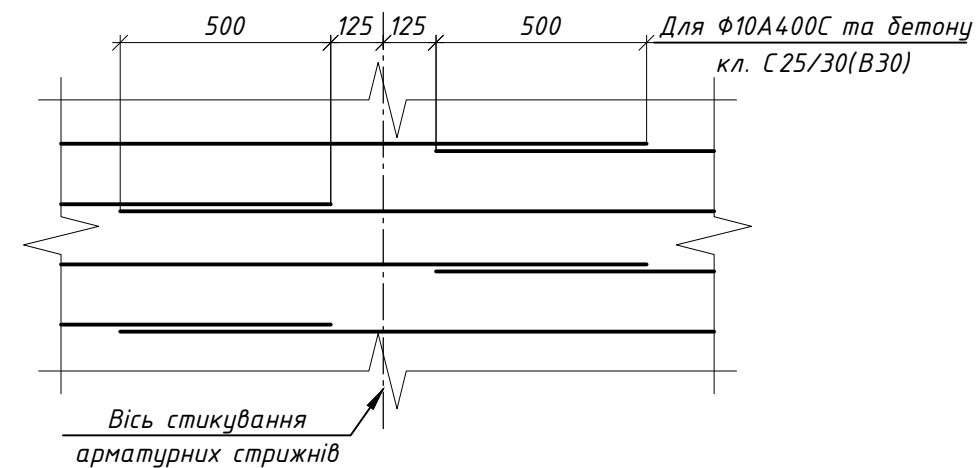 500 125 125 500 Для Ф10А400С та бетону
кл. С25/30(В30)
Вісь стикування
арматурних стрижнів